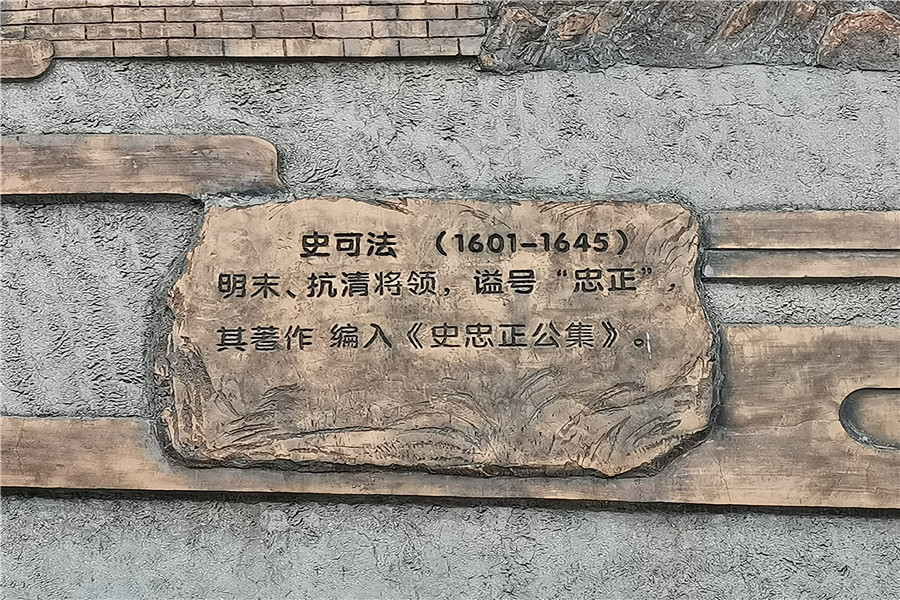 史可法 （1601-1645）
明末、抗清将领，谥号“忠正”，
其著作 编入《史忠正公集》。